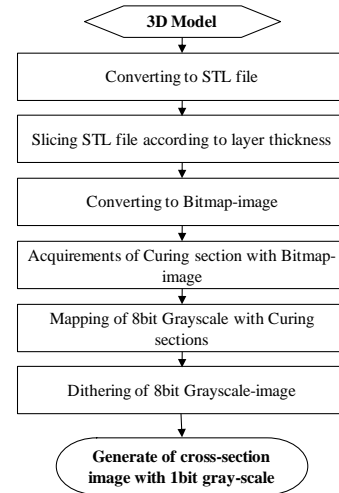 3D Model
Converting to STL file
Slicing STL file according to layer thickness
Converting to Bitmap-image
Acquirements of Curing section with Bitmap-
image
Mapping of 8bit Grayscale with Curing
sections
Dithering of 8bit Grayscale-image
Generate of cross-section
image with 1bit gray-scale